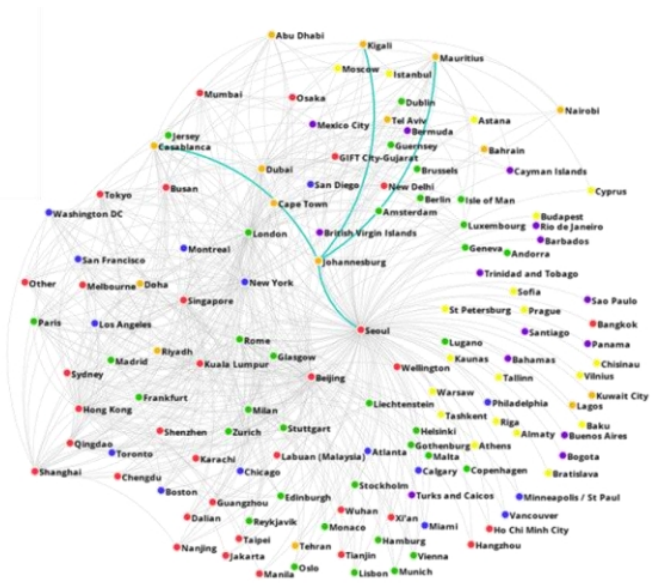 Abu Dhabi
Kigali
Mauritius
Moscow
Istanbul
Mumbai
Osaka
Dublin
Nairobi
Mexico City
Tel Aviv
Astana
Bermuda
Jersey
Casablanca
Guernsey
Bahrain
GIFT City-Gujarat
Dubai
Brussels
Cayman Islands
Busan
San Diego
New Delhi
Cyprus
Tokyo
Berlin
Isle of Man
Cape Town
Washington DC
Amsterdam
Budapest
London
British Virgin Islands
Luxembourg
Rio de Janeiro
Barbados
Montreal
Geneva
Andorra
San Francisco
Johannesburg
Trinidad and Tobago
Other
Melbourne
Doha
New York
Sofia
Singapore
Sao Paulo
St Petersburg
Prague
Paris
Los Angeles
Seoul
Bangkok
Santiago
Rome
Lugano
Panama
Riyadh
Glasgow
Kaunas
Bahamas
Madrid
Kuala Lumpur
Wellington
Chisinau
Sydney
Beijing
Tallinn
Vilnius
Warsaw
Kuwait City
Frankfurt
Liechtenstein
Philadelphia
Lagos
Hong Kong
Milan
Tashkent
Riga
Baku
Shenzhen
Zurich
Stuttgart
Helsinki
Almaty
Buenos Aires
Qingdao
Gothenburg
Athens
Toronto
Karachi
Labuan (Malaysia)
Atlanta
Malta
Bogota
Shanghai
Chengdu
Chicago
Calgary
Copenhagen
Bratislava
Boston
Edinburgh
Stockholm
Turks and Caicos
Minneapolis / St Paul
Guangzhou
Wuhan
Dalian
Reykjavik
Monaco
Xi'an
Miami
Vancouver
Ho Chi Minh City
Taipei
Hamburg
Nanjing
Jakarta
Tehran
Tianjin
Vienna
Hangzhou
Manila
Oslo
Lisbon
Munich